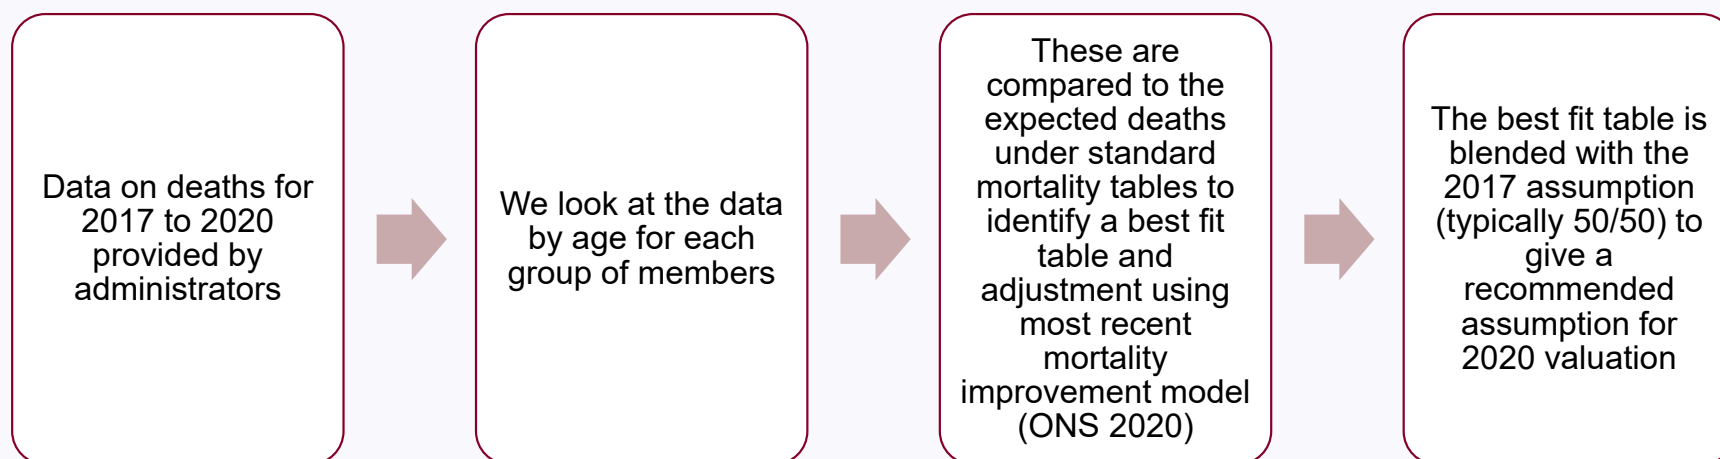 Data on deaths for
2017 to 2020
provided by
administrators
We look at the data
by age for each
group of members
These are
compared to the
expected deaths
under standard
mortality tables to
identify a best fit
table and
adjustment using
most recent
mortality
improvement model
(ONS 2020)
The best fit table is
blended with the
2017 assumption
(typically 50/50) to
give a
recommended
assumption for
2020 valuation